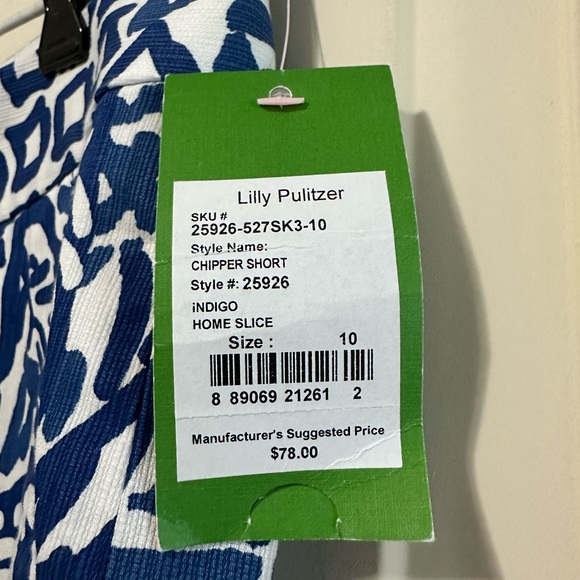 Lilly Pulitzer
SKU #
25926-527SK3-10
Style Name:
CHIPPER SHORT
Style #: 25926
iNDIGO
HOME SLICE
Size : 10
8 89069 21261 2
Manufacturer's Suggested Price
$78.00